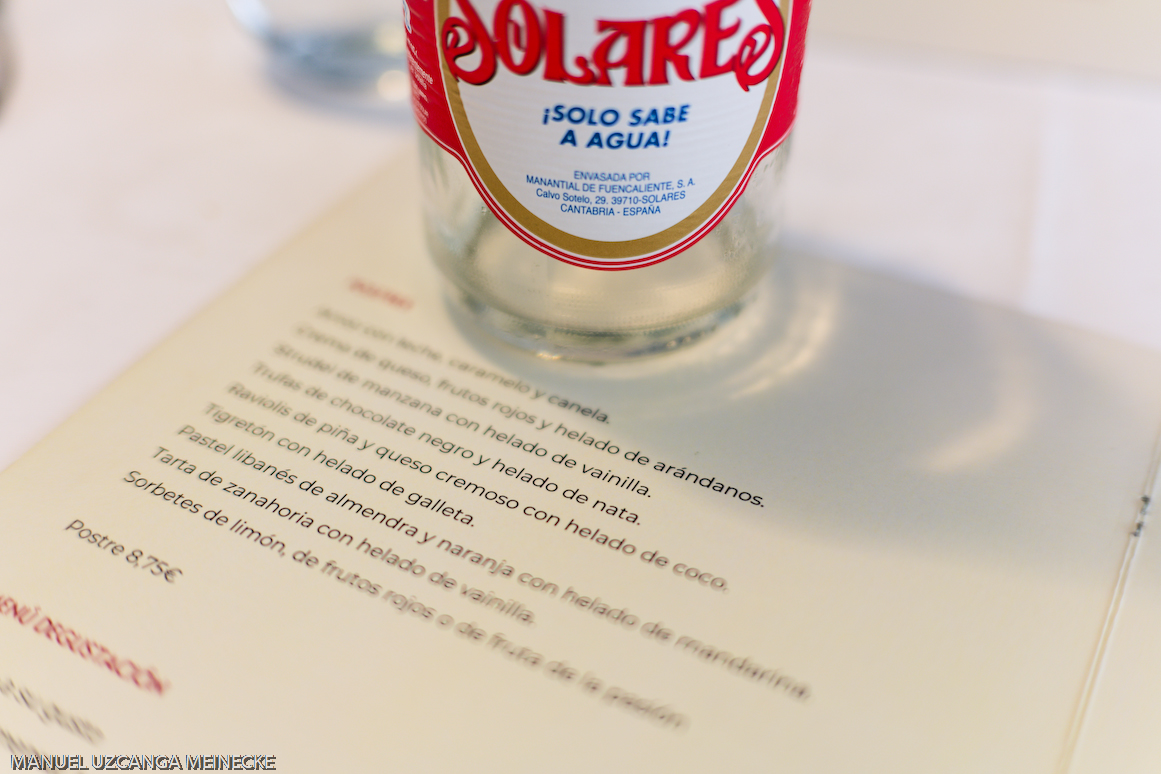 SOLARES
¡SOLO SABE
A AGUA!
ENVASADA POR
MANANTIAL DE FUENCALIENTE, S. A.
Calvo Sotelo, 29. 39710-SOLARES
CANTABRIA - ESPAÑA
Arroz con leche, caramelo y canela.
Crema de queso, frutos rojos y helado de arándanos.
Strudel de manzana con helado de vainilla.
Trufas de chocolate negro y helado de nata.
Raviolis de piña y queso cremoso con helado de coco.
Tigretón con helado de galleta.
Pastel libanés de almendra y naranja con helado de mandarina.
Tarta de zanahoria con helado de vainilla.
Sorbetes de limón, de frutos rojos o de fruta de la pasión
Postre 8,75€
MENÚ DEGUSTACIÓN
MANUEL UZCANGA MEINECKE